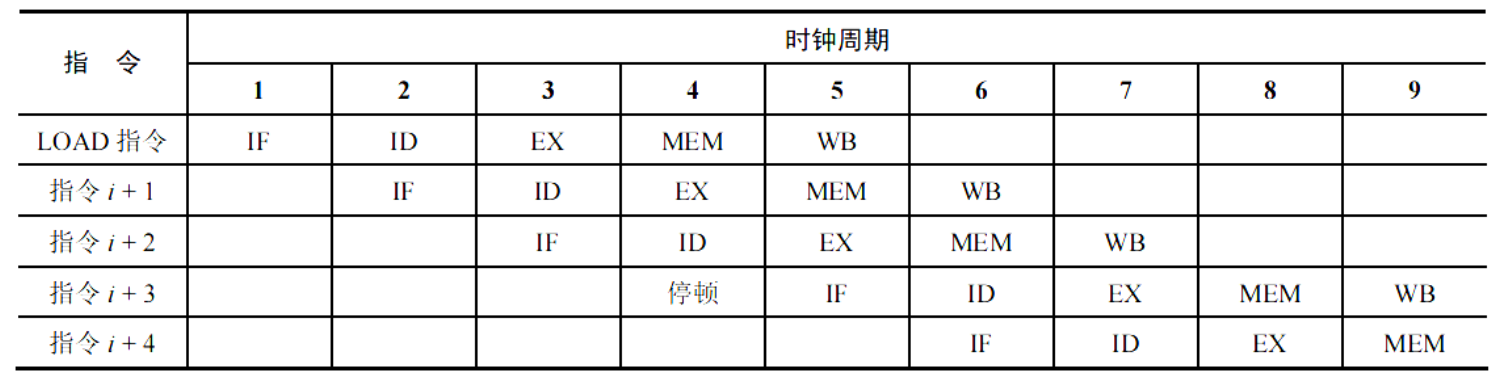 指 令 时钟周期
1 2 3 4 5 6 7 8 9
LOAD 指令 IF ID EX MEM WB
指令 i + 1 IF ID EX MEM WB
指令 i + 2 IF ID EX MEM WB
指令 i + 3 停顿 IF ID EX MEM WB
指令 i + 4 IF ID EX MEM